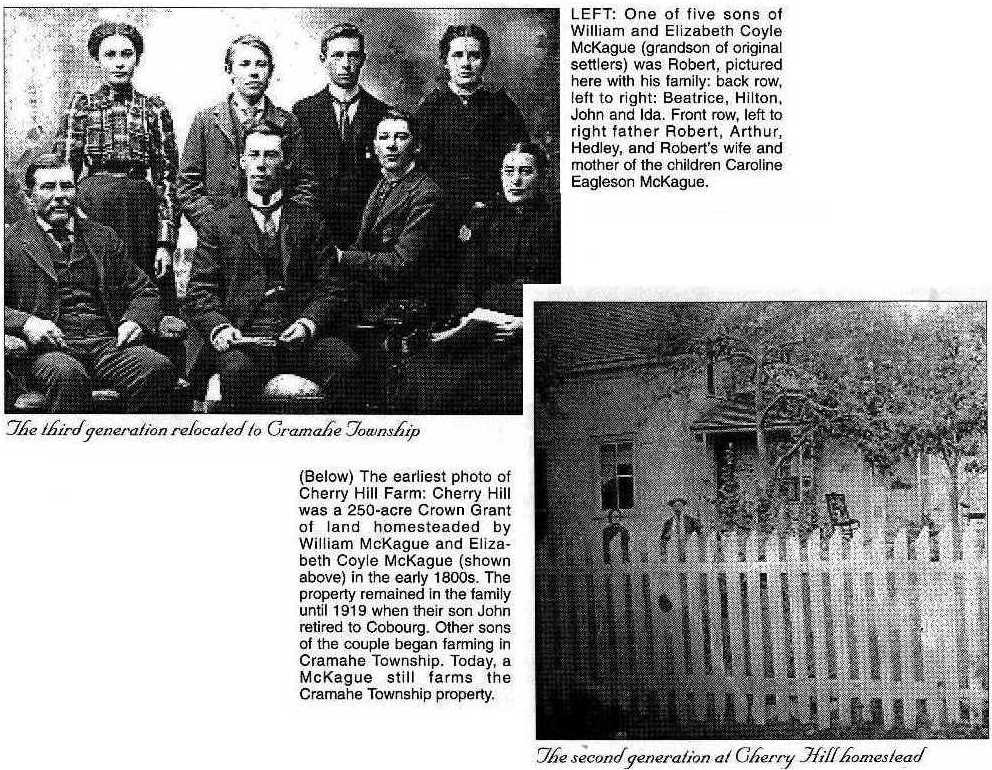 LEFT: One of five sons of
William and Elizabeth Coyle
McKague (grandson of original
settlers) was Robert, pictured
here with his family: back row,
left to right: Beatrice, Hilton,
John and Ida. Front row, left to
right father Robert, Arthur,
Hedley, and Robert's wife and
mother of the children Caroline
Eagleson McKague.
The third generation relocated to Cramahe Township
(Below) The earliest photo of
Cherry Hill Farm: Cherry Hill
was a 250-acre Crown Grant
of land homesteaded by
William McKague and Eliza-
beth Coyle McKague (shown
above) in the early 1800s. The
property remained in the family
until 1919 when their son John
retired to Cobourg. Other sons
of the couple began farming in
Cramahe Township. Today, a
McKague still farms the
Cramahe Township property.
The second generation at Cherry Hill homestead